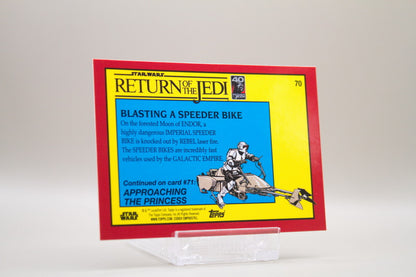 STAR WARS
RETURN OF THE JEDI
40
70
BLASTING A SPEEDER BIKE
On the forested Moon of ENDOR, a
highly dangerous IMPERIAL SPEEDER
BIKE is knocked out by REBEL laser fire.
The SPEEDER BIKES are incredibly fast
vehicles used by the GALACTIC EMPIRE.
Continued on card #71:
APPROACHING
THE PRINCESS
STAR
WARS
Topps